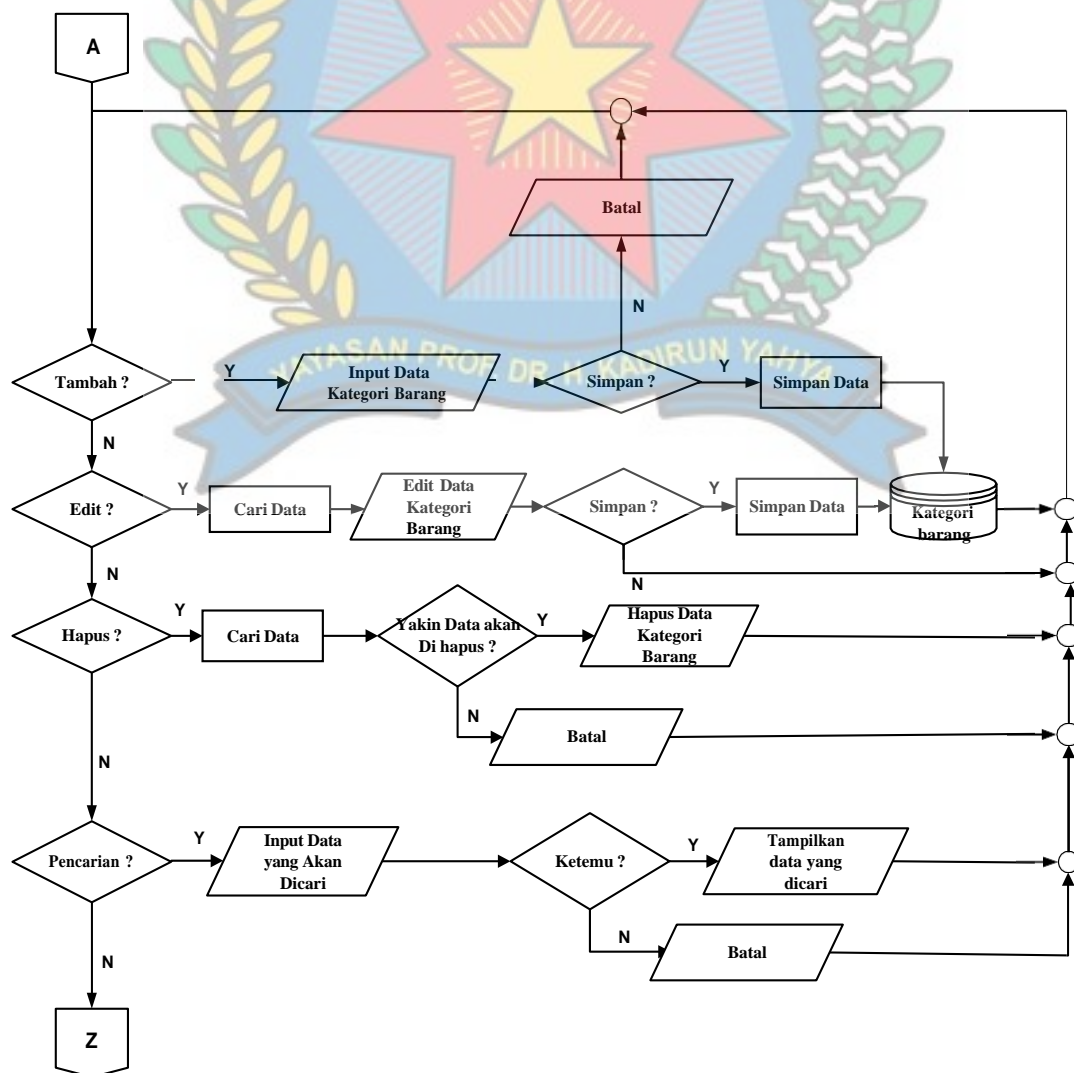 A
Batal
N
YAYASAN PROF. DR. H. KADIRUN YAHYA
Tambah ?
Y
Input Data
Kategori Barang
Simpan ?
Y
Simpan Data
N
Edit ?
Y
Cari Data
Edit Data
Kategori
Barang
Simpan ?
Y
Simpan Data
Kategori
barang
N
N
Hapus ?
Y
Cari Data
Yakin Data akan
Di hapus ?
Y
Hapus Data
Kategori
Barang
N
Batal
N
Pencarian ?
Y
Input Data
yang Akan
Dicari
Ketemu ?
Y
Tampilkan
data yang
dicari
N
Batal
N
Z